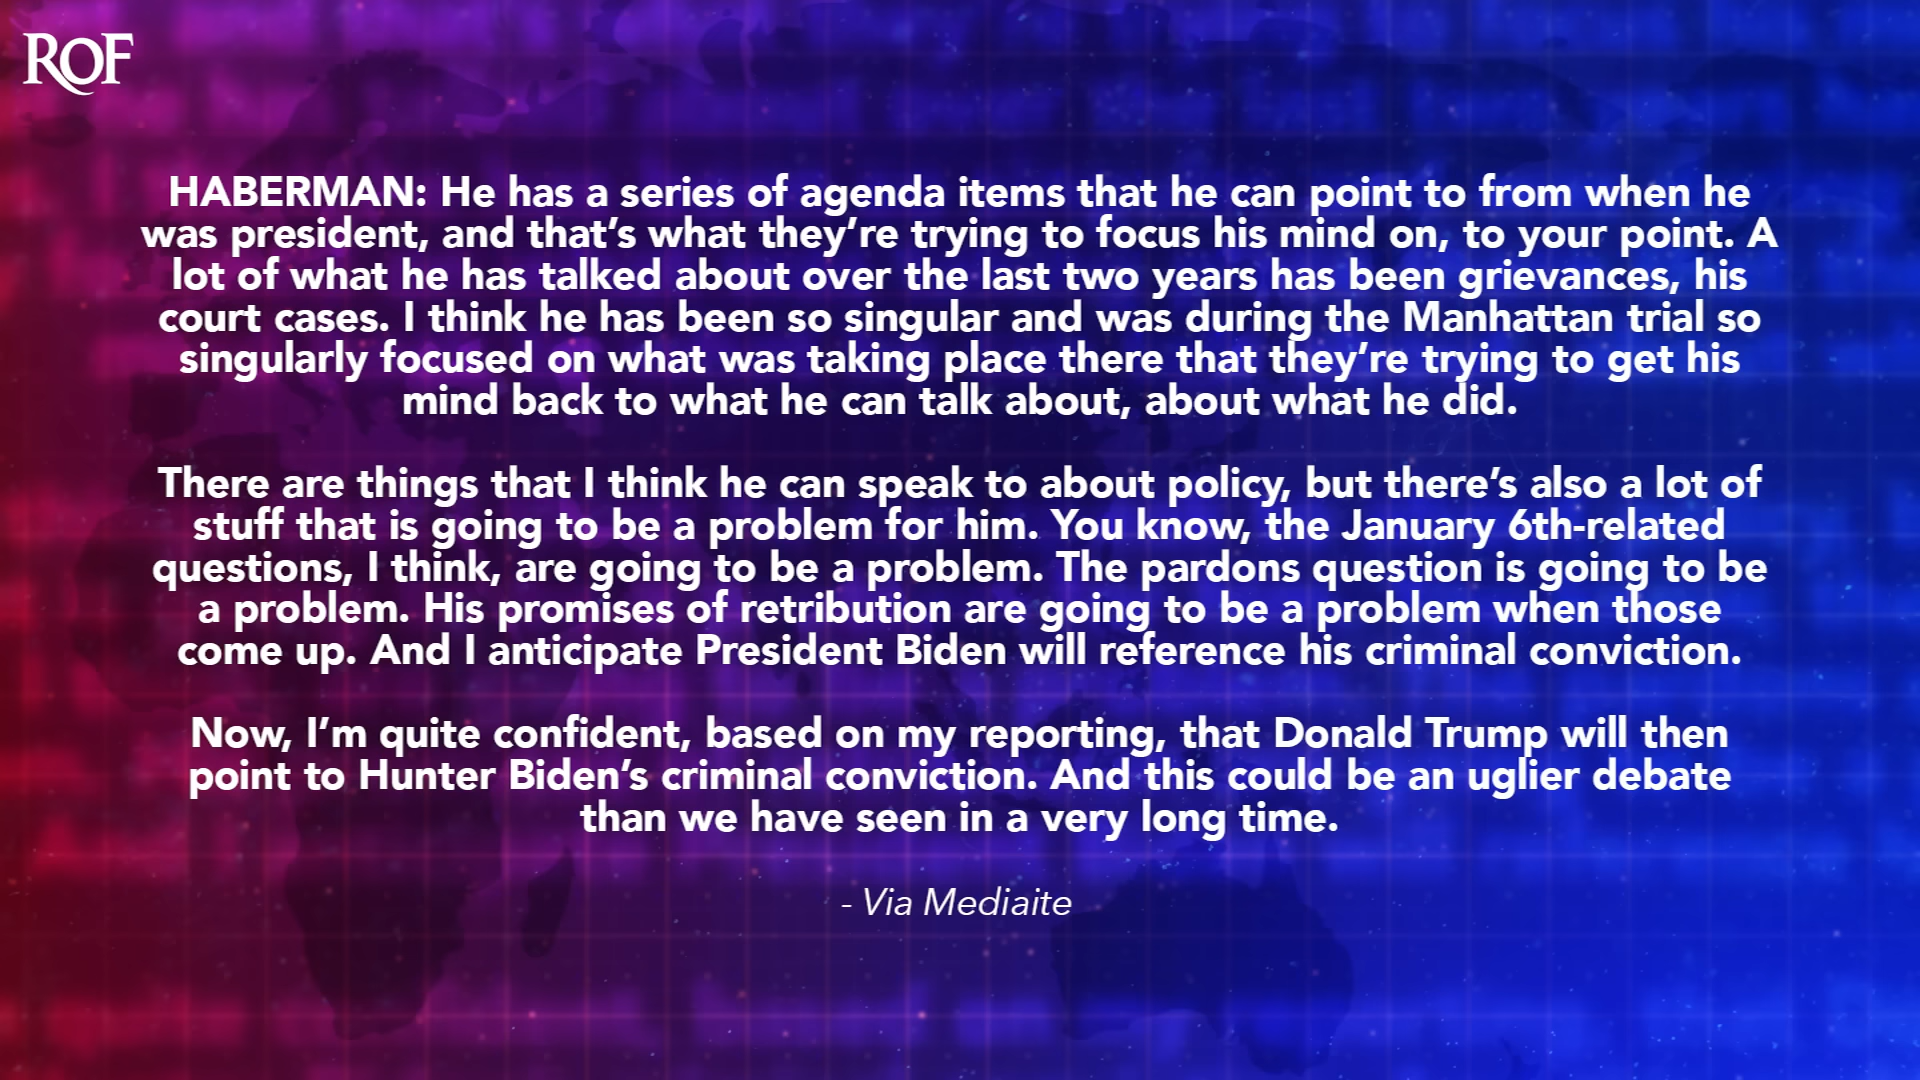 ROF
HABERMAN: He has a series of agenda items that he can point to from when he
was president, and that’s what they’re trying to focus his mind on, to your point. A
lot of what he has talked about over the last two years has been grievances, his
court cases. I think he has been so singular and was during the Manhattan trial so
singularly focused on what was taking place there that they’re trying to get his
mind back to what he can talk about, about what he did.
There are things that I think he can speak to about policy, but there’s also a lot of
stuff that is going to be a problem for him. You know, the January 6th-related
questions, I think, are going to be a problem. The pardons question is going to be
a problem. His promises of retribution are going to be a problem when those
come up. And I anticipate President Biden will reference his criminal conviction.
Now, I’m quite confident, based on my reporting, that Donald Trump will then
point to Hunter Biden’s criminal conviction. And this could be an uglier debate
than we have seen in a very long time.
- Via Mediaite